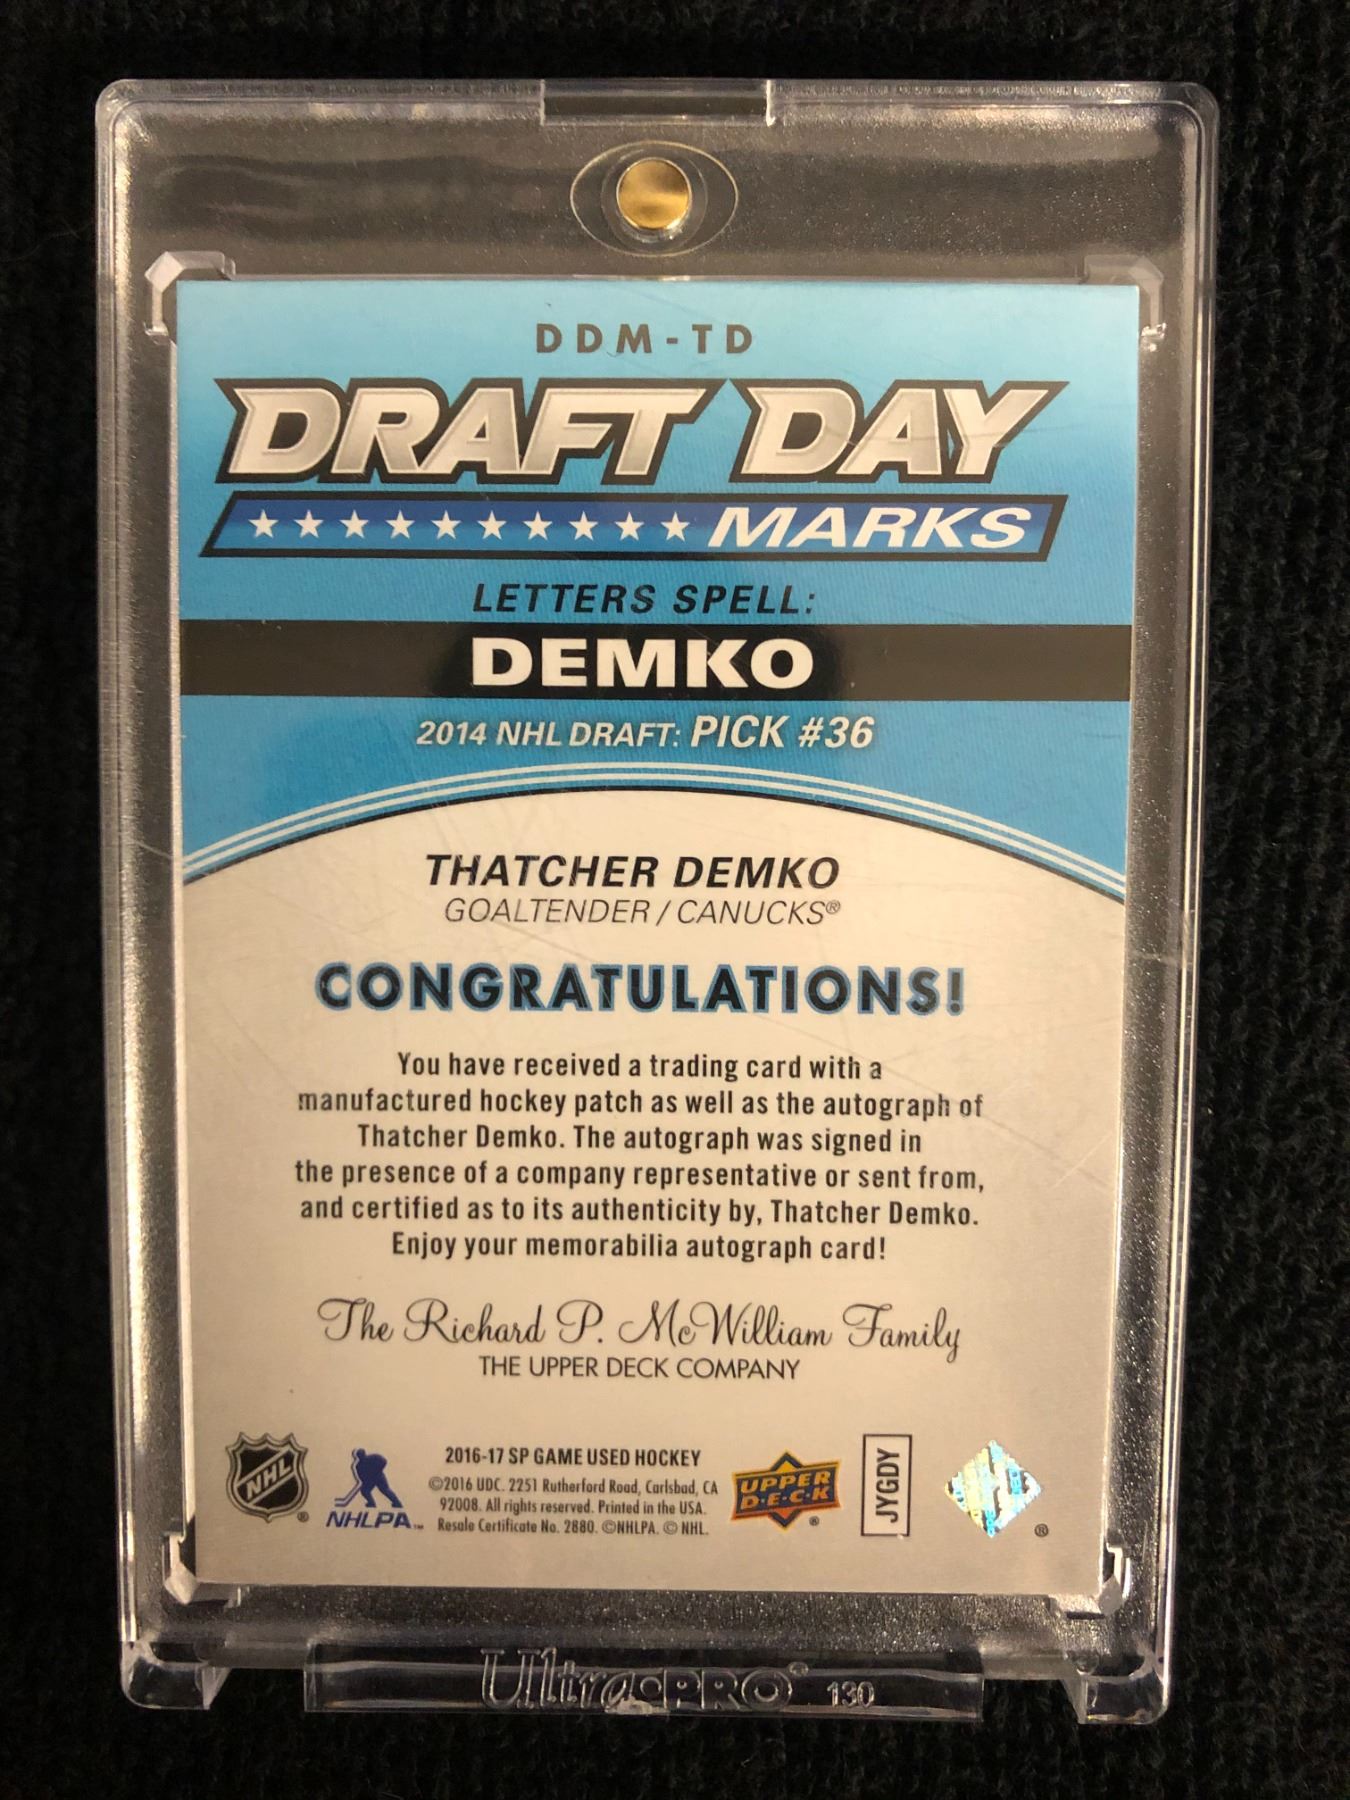 DDM-TD
DRAFT DAY
MARKS
LETTERS SPELL:
DEMKO
2014 NHL DRAFT: PICK #36
THATCHER DEMKO
GOALTENDER / CANUCKS®
CONGRATULATIONS!
You have received a trading card with a
manufactured hockey patch as well as the autograph of
Thatcher Demko. The autograph was signed in
the presence of a company representative or sent from,
and certified as to its authenticity by, Thatcher Demko.
Enjoy your memorabilia autograph card!
The Richard P. McWilliam Family
THE UPPER DECK COMPANY
NHL ®
NHLPA™
2016-17 SP GAME USED HOCKEY
©2016 UDC. 2251 Rutherford Road, Carlsbad, CA
92008. All rights reserved. Printed in the USA.
Resale Certificate No. 2880. ©NHLPA. © NHL.
UPPER
D·E·C·K ®
JYGDY
®
Ultra·PRO® 130